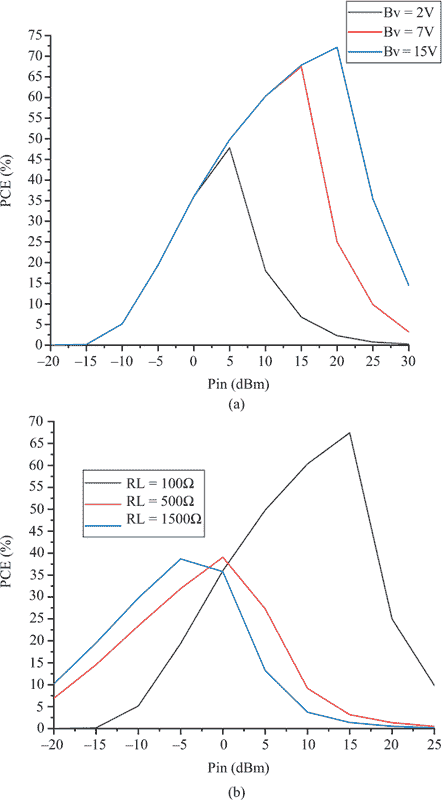 Bv = 2V
Bv = 7V
Bv = 15V
75
70
65
60
55
50
45
40
35
30
25
20
15
10
5
0
PCE (%)
–20 –15 –10 –5 0 5 10 15 20 25 30
Pin (dBm)
(a)
70
65
60
55
50
45
40
35
30
25
20
15
10
5
0
PCE (%)
RL = 100Ω
RL = 500Ω
RL = 1500Ω
–20 –15 –10 –5 0 5 10 15 20 25
Pin (dBm)
(b)